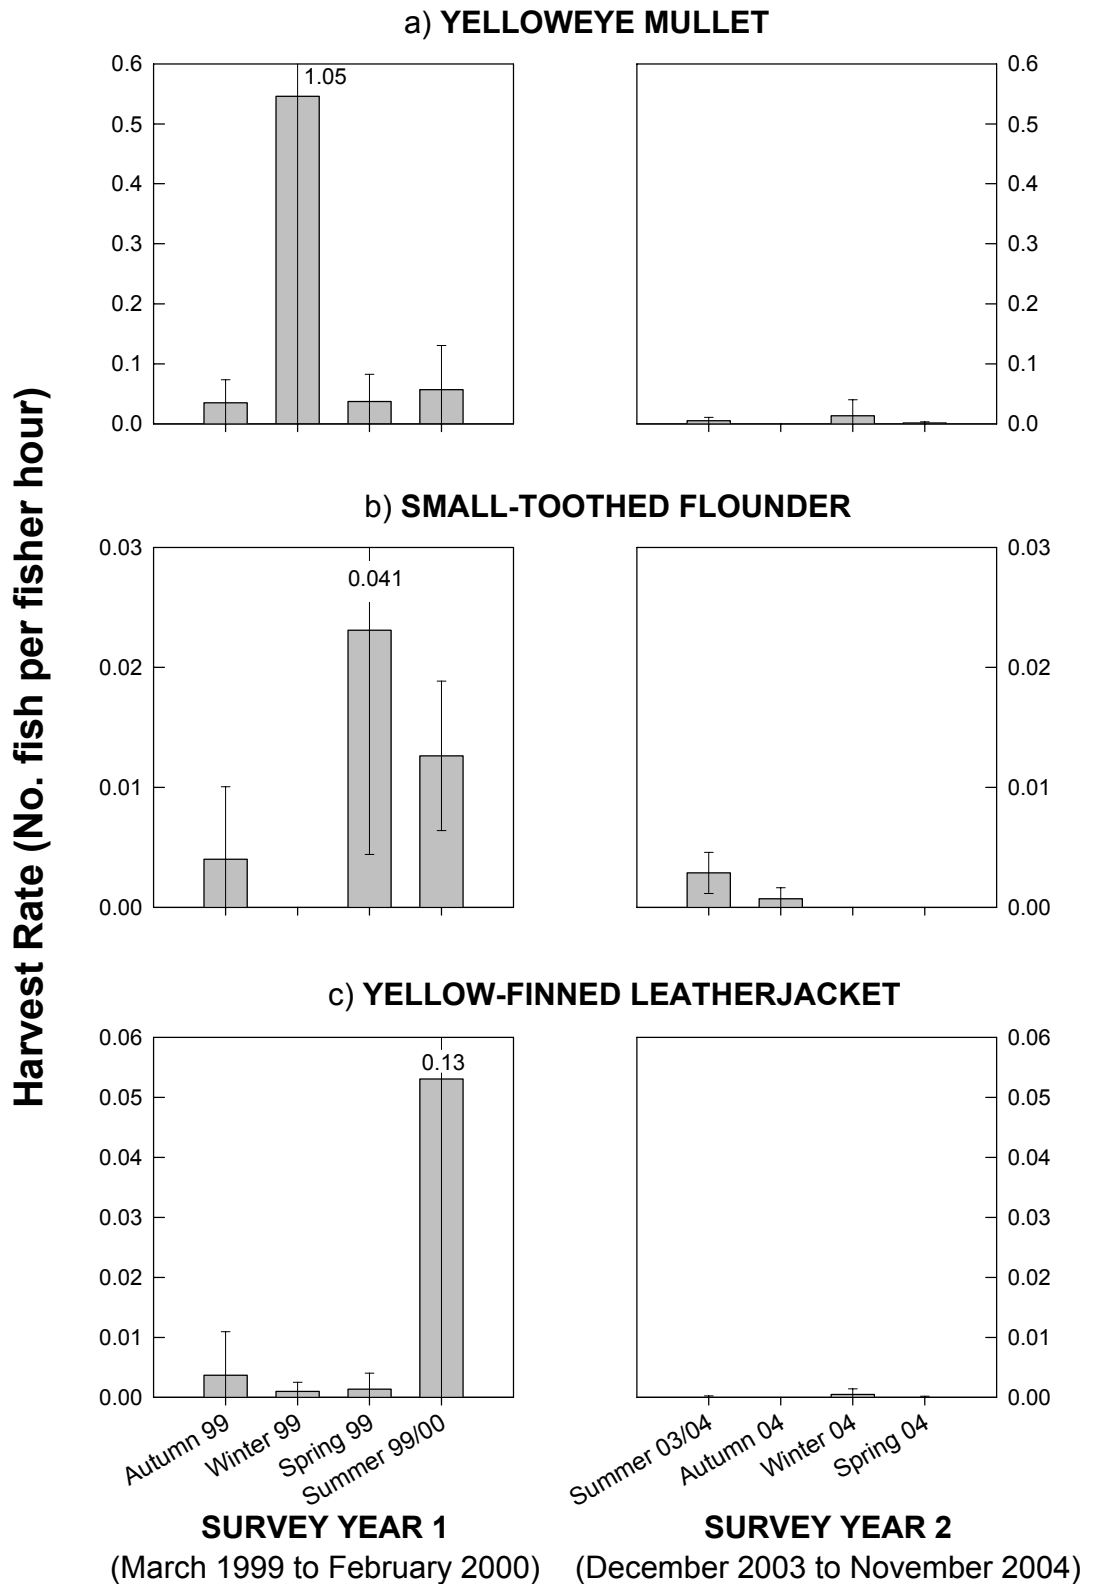 a) YELLOWEYE MULLET
0.6
0.5
0.4
0.3
0.2
0.1
0.0
1.05
0.6
0.5
0.4
0.3
0.2
0.1
0.0
Harvest Rate (No. fish per fisher hour)
b) SMALL-TOOTHED FLOUNDER
0.03
0.02
0.01
0.00
0.041
0.03
0.02
0.01
0.00
c) YELLOW-FINNED LEATHERJACKET
0.06
0.05
0.04
0.03
0.02
0.01
0.00
0.13
0.06
0.05
0.04
0.03
0.02
0.01
0.00
Autumn 99
Winter 99
Spring 99
Summer 99/00
Summer 03/04
Autumn 04
Winter 04
Spring 04
SURVEY YEAR 1
(March 1999 to February 2000)
SURVEY YEAR 2
(December 2003 to November 2004)